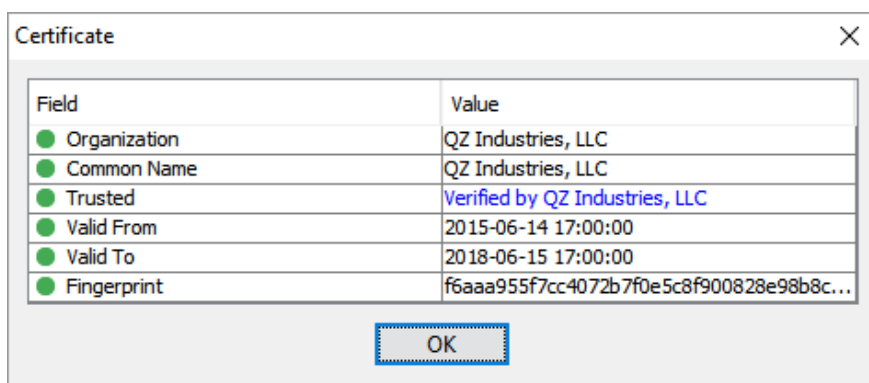 Certificate
Field Value
Organization QZ Industries, LLC
Common Name QZ Industries, LLC
Trusted Verified by QZ Industries, LLC
Valid From 2015-06-14 17:00:00
Valid To 2018-06-15 17:00:00
Fingerprint f6aaa955f7cc4072b7f0e5c8f900828e98b8c...
OK